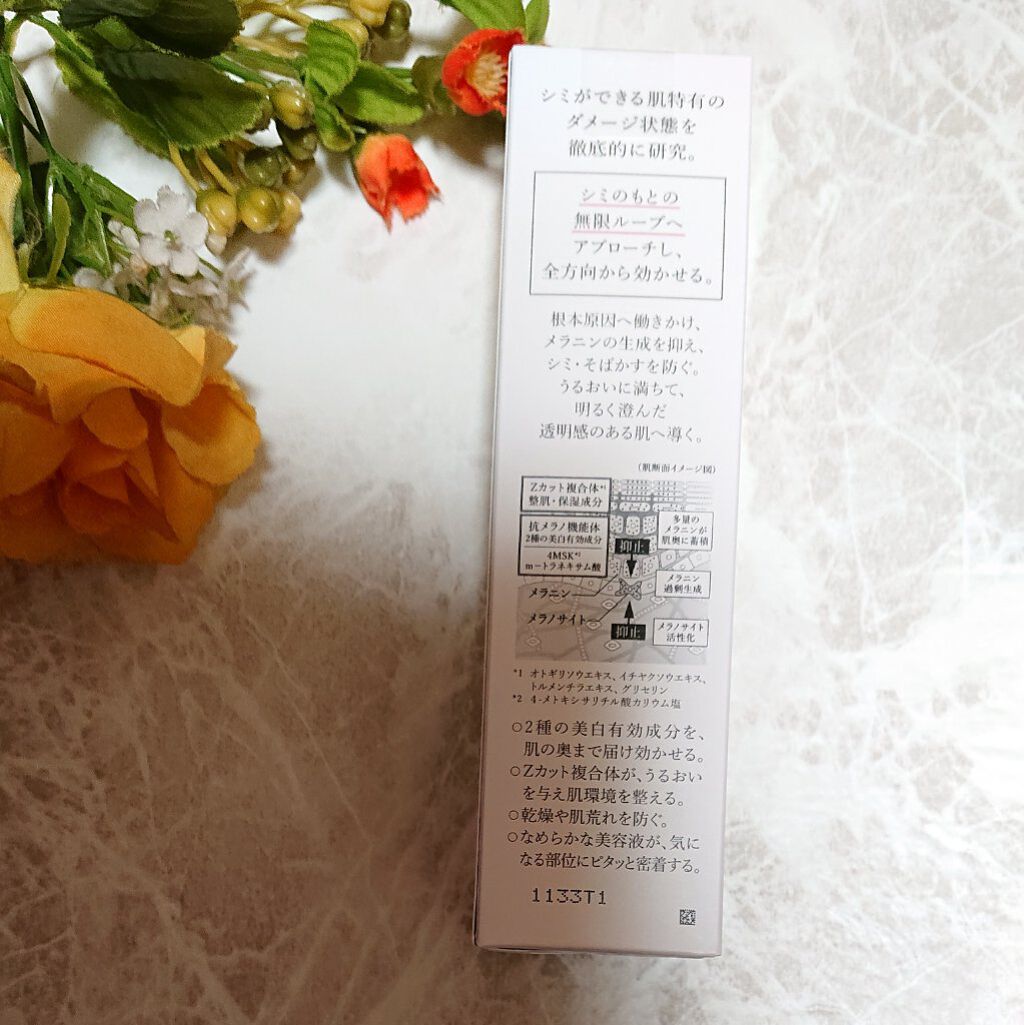 シミができる肌特有の
ダメージ状態を
徹底的に研究。
シミのもとの
無限ループへ
アプローチし、
全方向から効かせる。
根本原因へ働きかけ、
メラニンの生成を抑え、
シミ・そばかすを防ぐ。
うるおいに満ちて、
明るく澄んだ
透明感のある肌へ導く。
(肌断面イメージ図)
Zカット複合体*1
整肌・保湿成分
抗メラノ機能体
2種の美白有効成分
4MSK*2
m-トラネキサム酸
メラニン
メラノサイト
抑止
抑止
多量の
メラニンが
肌奥に蓄積
メラニン
過剰生成
メラノサイト
活性化
*1 オトギリソウエキス、イチヤクソウエキス、
トルメンチラエキス、グリセリン
*2 4-メトキシサリチル酸カリウム塩
○2種の美白有効成分を、
肌の奥まで届け効かせる。
○Zカット複合体が、うるおい
を与え肌環境を整える。
○乾燥や肌荒れを防ぐ。
○なめらかな美容液が、気に
なる部位にピタッと密着する。
1133T1